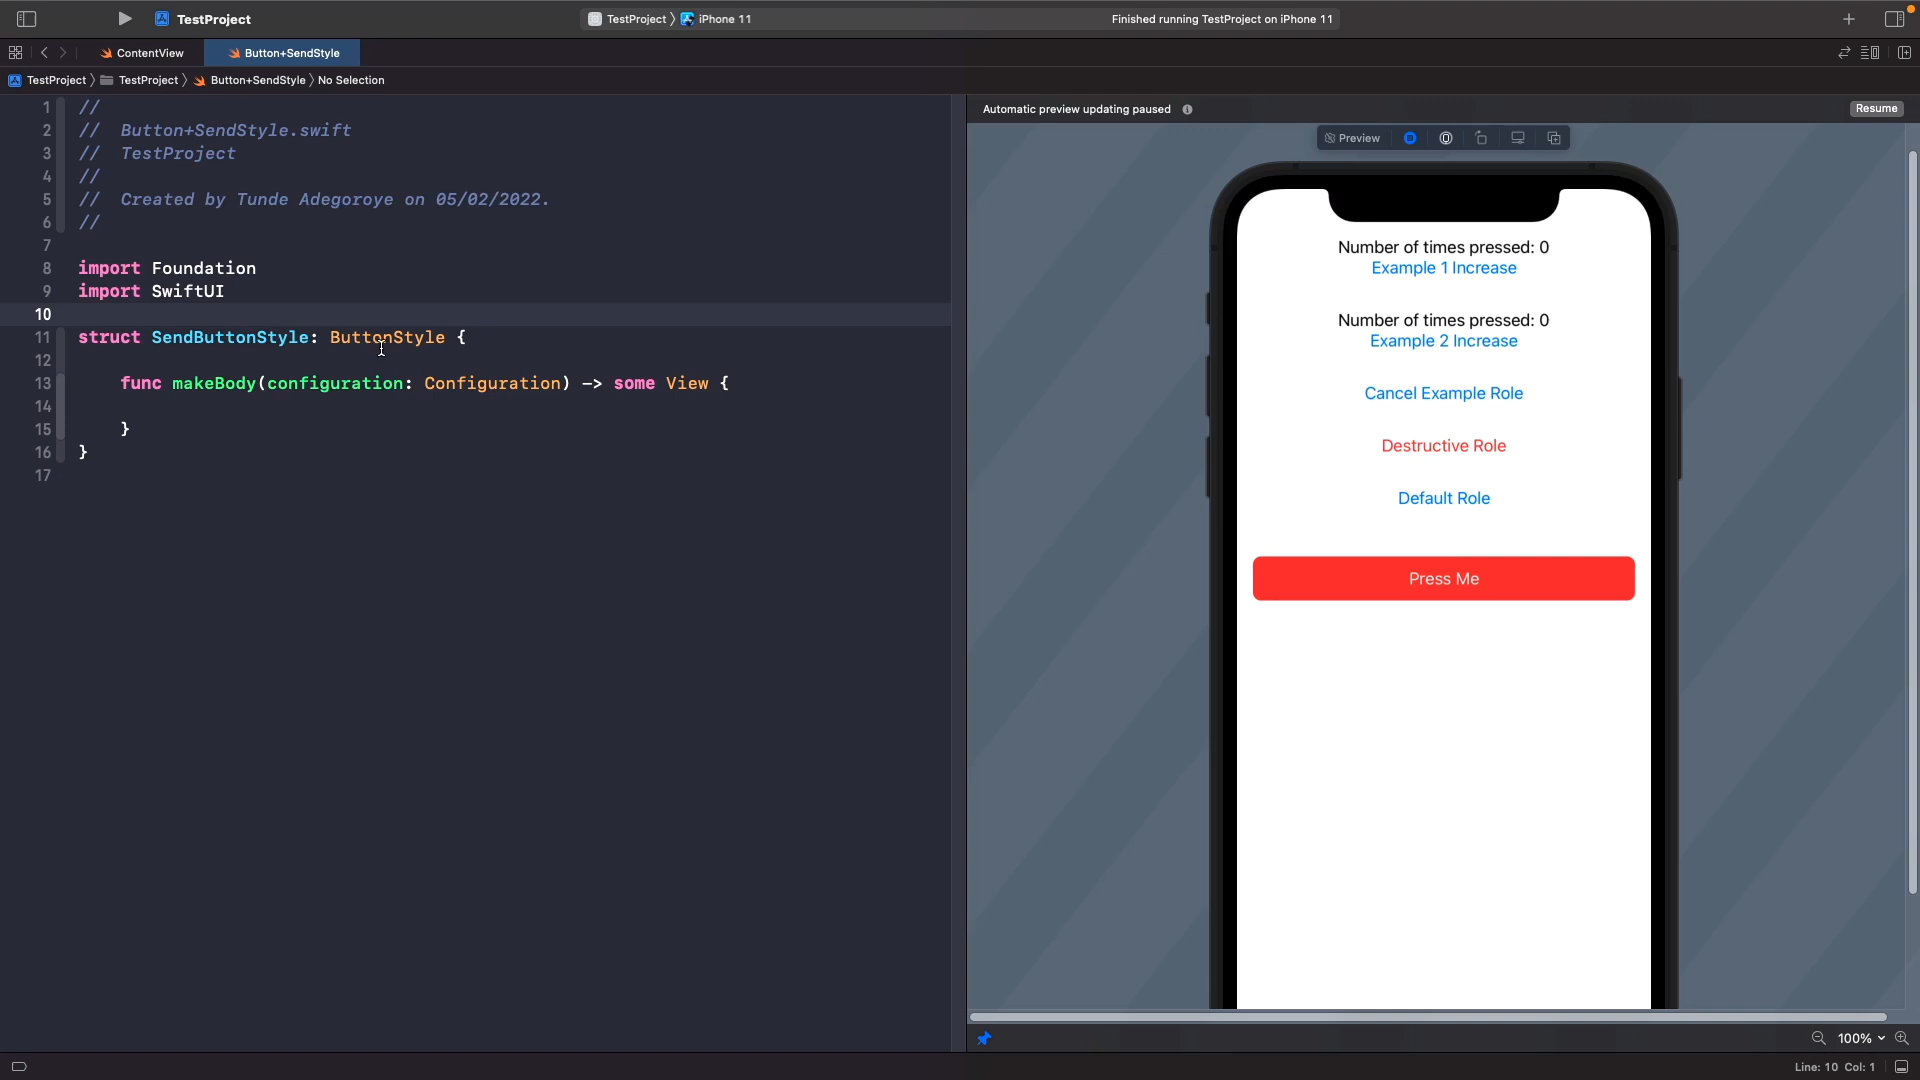 TestProject
TestProject 〉 iPhone 11
Finished running TestProject on iPhone 11
ContentView
Button+SendStyle
TestProject 〉 TestProject 〉 Button+SendStyle 〉 No Selection
1 //
2 //  Button+SendStyle.swift
3 //  TestProject
4 //
5 //  Created by Tunde Adegoroye on 05/02/2022.
6 //
7
8 import Foundation
9 import SwiftUI
10
11 struct SendButtonStyle: ButtonStyle {
12
13     func makeBody(configuration: Configuration) -> some View {
14
15     }
16 }
17
Automatic preview updating paused
Resume
Preview
Number of times pressed: 0
Example 1 Increase
Number of times pressed: 0
Example 2 Increase
Cancel Example Role
Destructive Role
Default Role
Press Me
100%
Line: 10 Col: 1